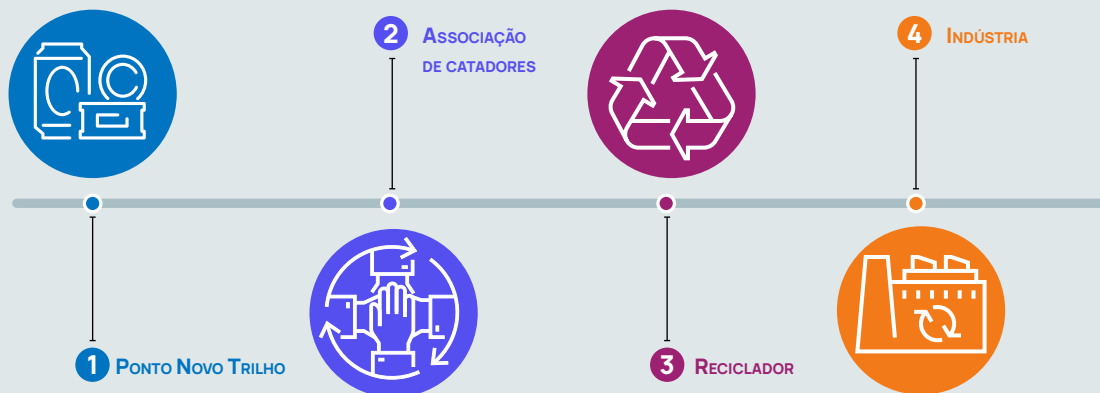 1 Ponto Novo Trilho
2 Associação
de catadores
3 Reciclador
4 Indústria